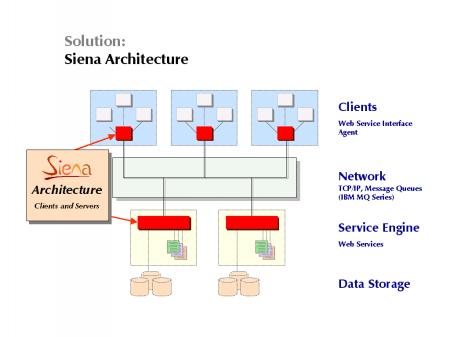 Solution:
Siena Architecture
Clients
Web Service Interface
Agent
Siena
Architecture
Clients and Servers
Network
TCP/IP, Message Queues
(IBM MQ Series)
Service Engine
Web Services
Data Storage